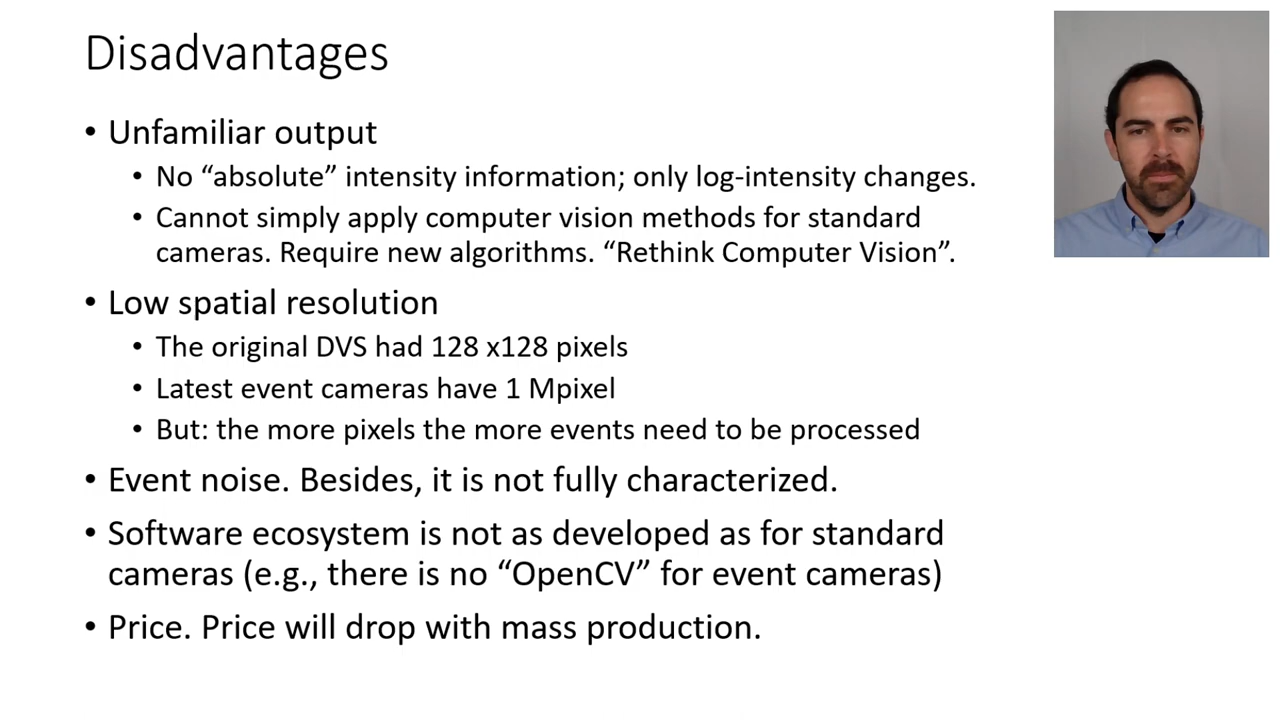 Disadvantages
• Unfamiliar output
• No “absolute” intensity information; only log-intensity changes.
• Cannot simply apply computer vision methods for standard
cameras. Require new algorithms. “Rethink Computer Vision”.
• Low spatial resolution
• The original DVS had 128 x128 pixels
• Latest event cameras have 1 Mpixel
• But: the more pixels the more events need to be processed
• Event noise. Besides, it is not fully characterized.
• Software ecosystem is not as developed as for standard
cameras (e.g., there is no “OpenCV” for event cameras)
• Price. Price will drop with mass production.